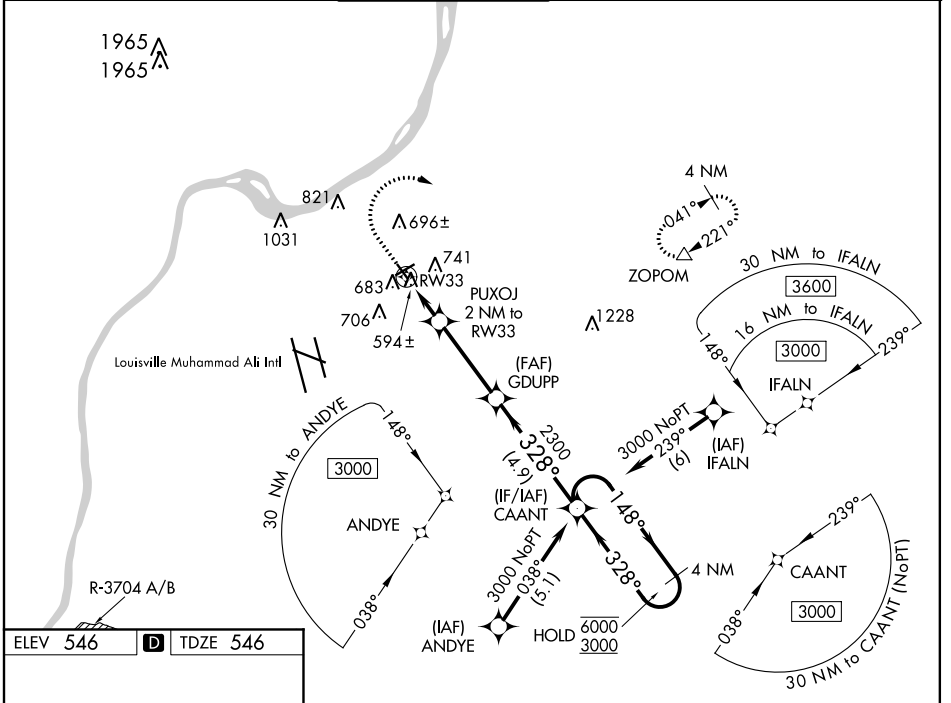 1965
1965
821
1031
696±
741
683
RW33
706
594±
PUXOJ
2 NM to
RW33
4 NM
041°
221°
ZOPOM
1228
30 NM to IFALN
3600
16 NM to IFALN
3000
148°
239°
IFALN
Louisville Muhammad Ali Intl
(FAF)
GDUPP
2300
328°
(4.9)
3000 NoPT
239°
(6)
(IAF)
IFALN
30 NM to ANDYE
148°
3000
ANDYE
038°
(IF/IAF)
CAANT
148°
328°
4 NM
3000 NoPT
038°
(5.1)
(IAF)
ANDYE
HOLD
6000
3000
239°
CAANT
038°
3000
30 NM to CAANT (NoPT)
R-3704 A/B
ELEV 546 D TDZE 546